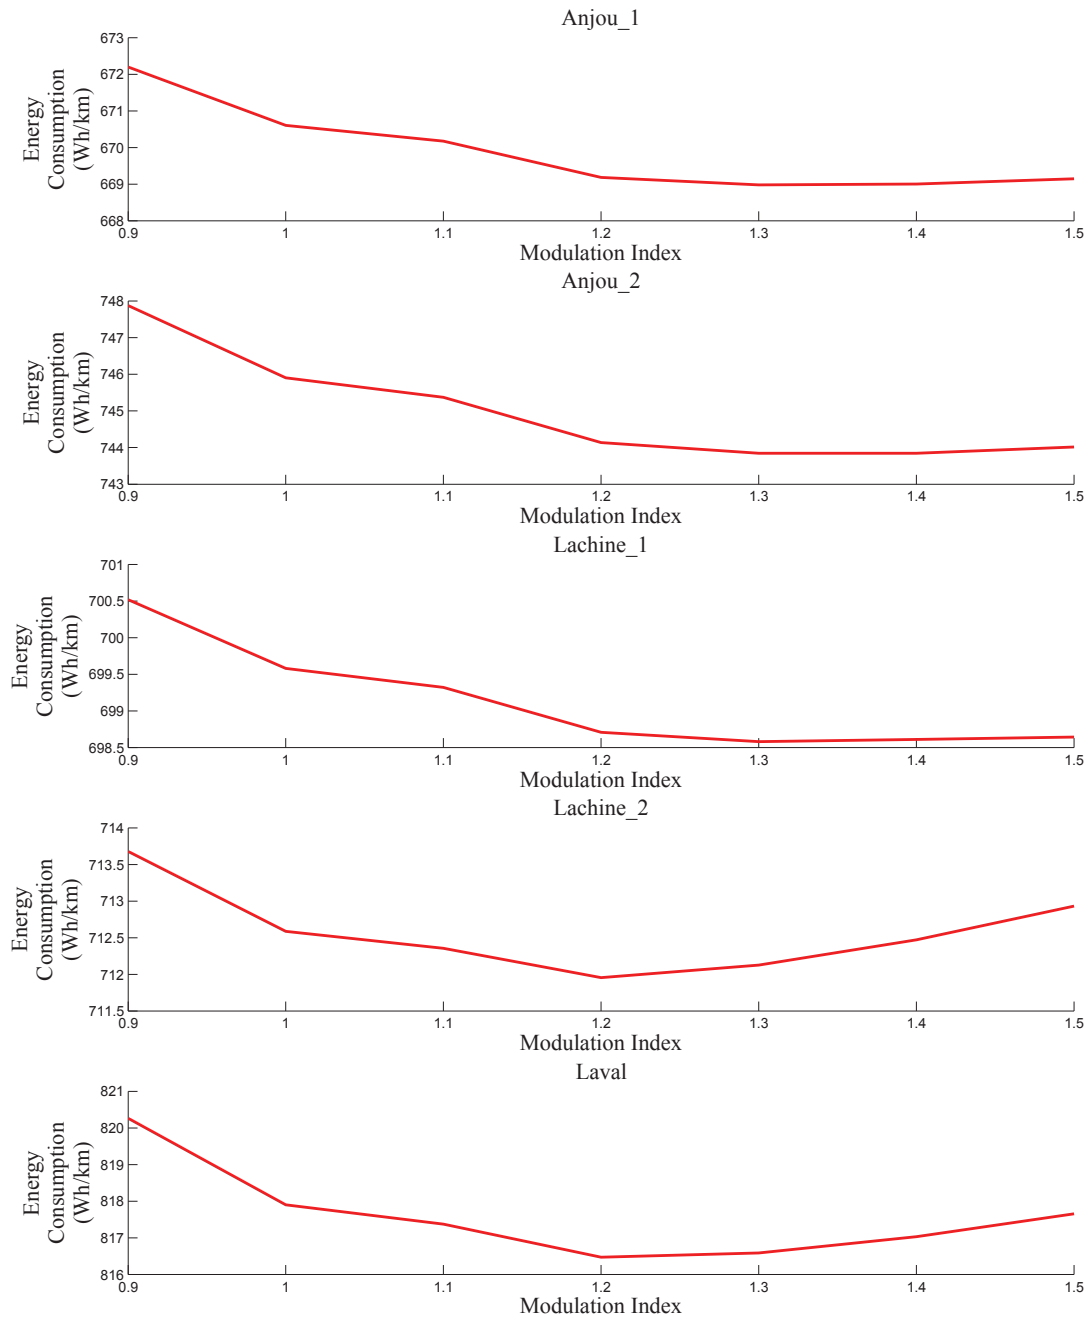 Anjou_1
Energy
Consumption
(Wh/km)
673
672
671
670
669
668
0.9 1 1.1 1.2 1.3 1.4 1.5
Modulation Index
Anjou_2
Energy
Consumption
(Wh/km)
748
747
746
745
744
743
0.9 1 1.1 1.2 1.3 1.4 1.5
Modulation Index
Lachine_1
Energy
Consumption
(Wh/km)
701
700.5
700
699.5
699
698.5
0.9 1 1.1 1.2 1.3 1.4 1.5
Modulation Index
Lachine_2
Energy
Consumption
(Wh/km)
714
713.5
713
712.5
712
711.5
0.9 1 1.1 1.2 1.3 1.4 1.5
Modulation Index
Laval
Energy
Consumption
(Wh/km)
821
820
819
818
817
816
0.9 1 1.1 1.2 1.3 1.4 1.5
Modulation Index